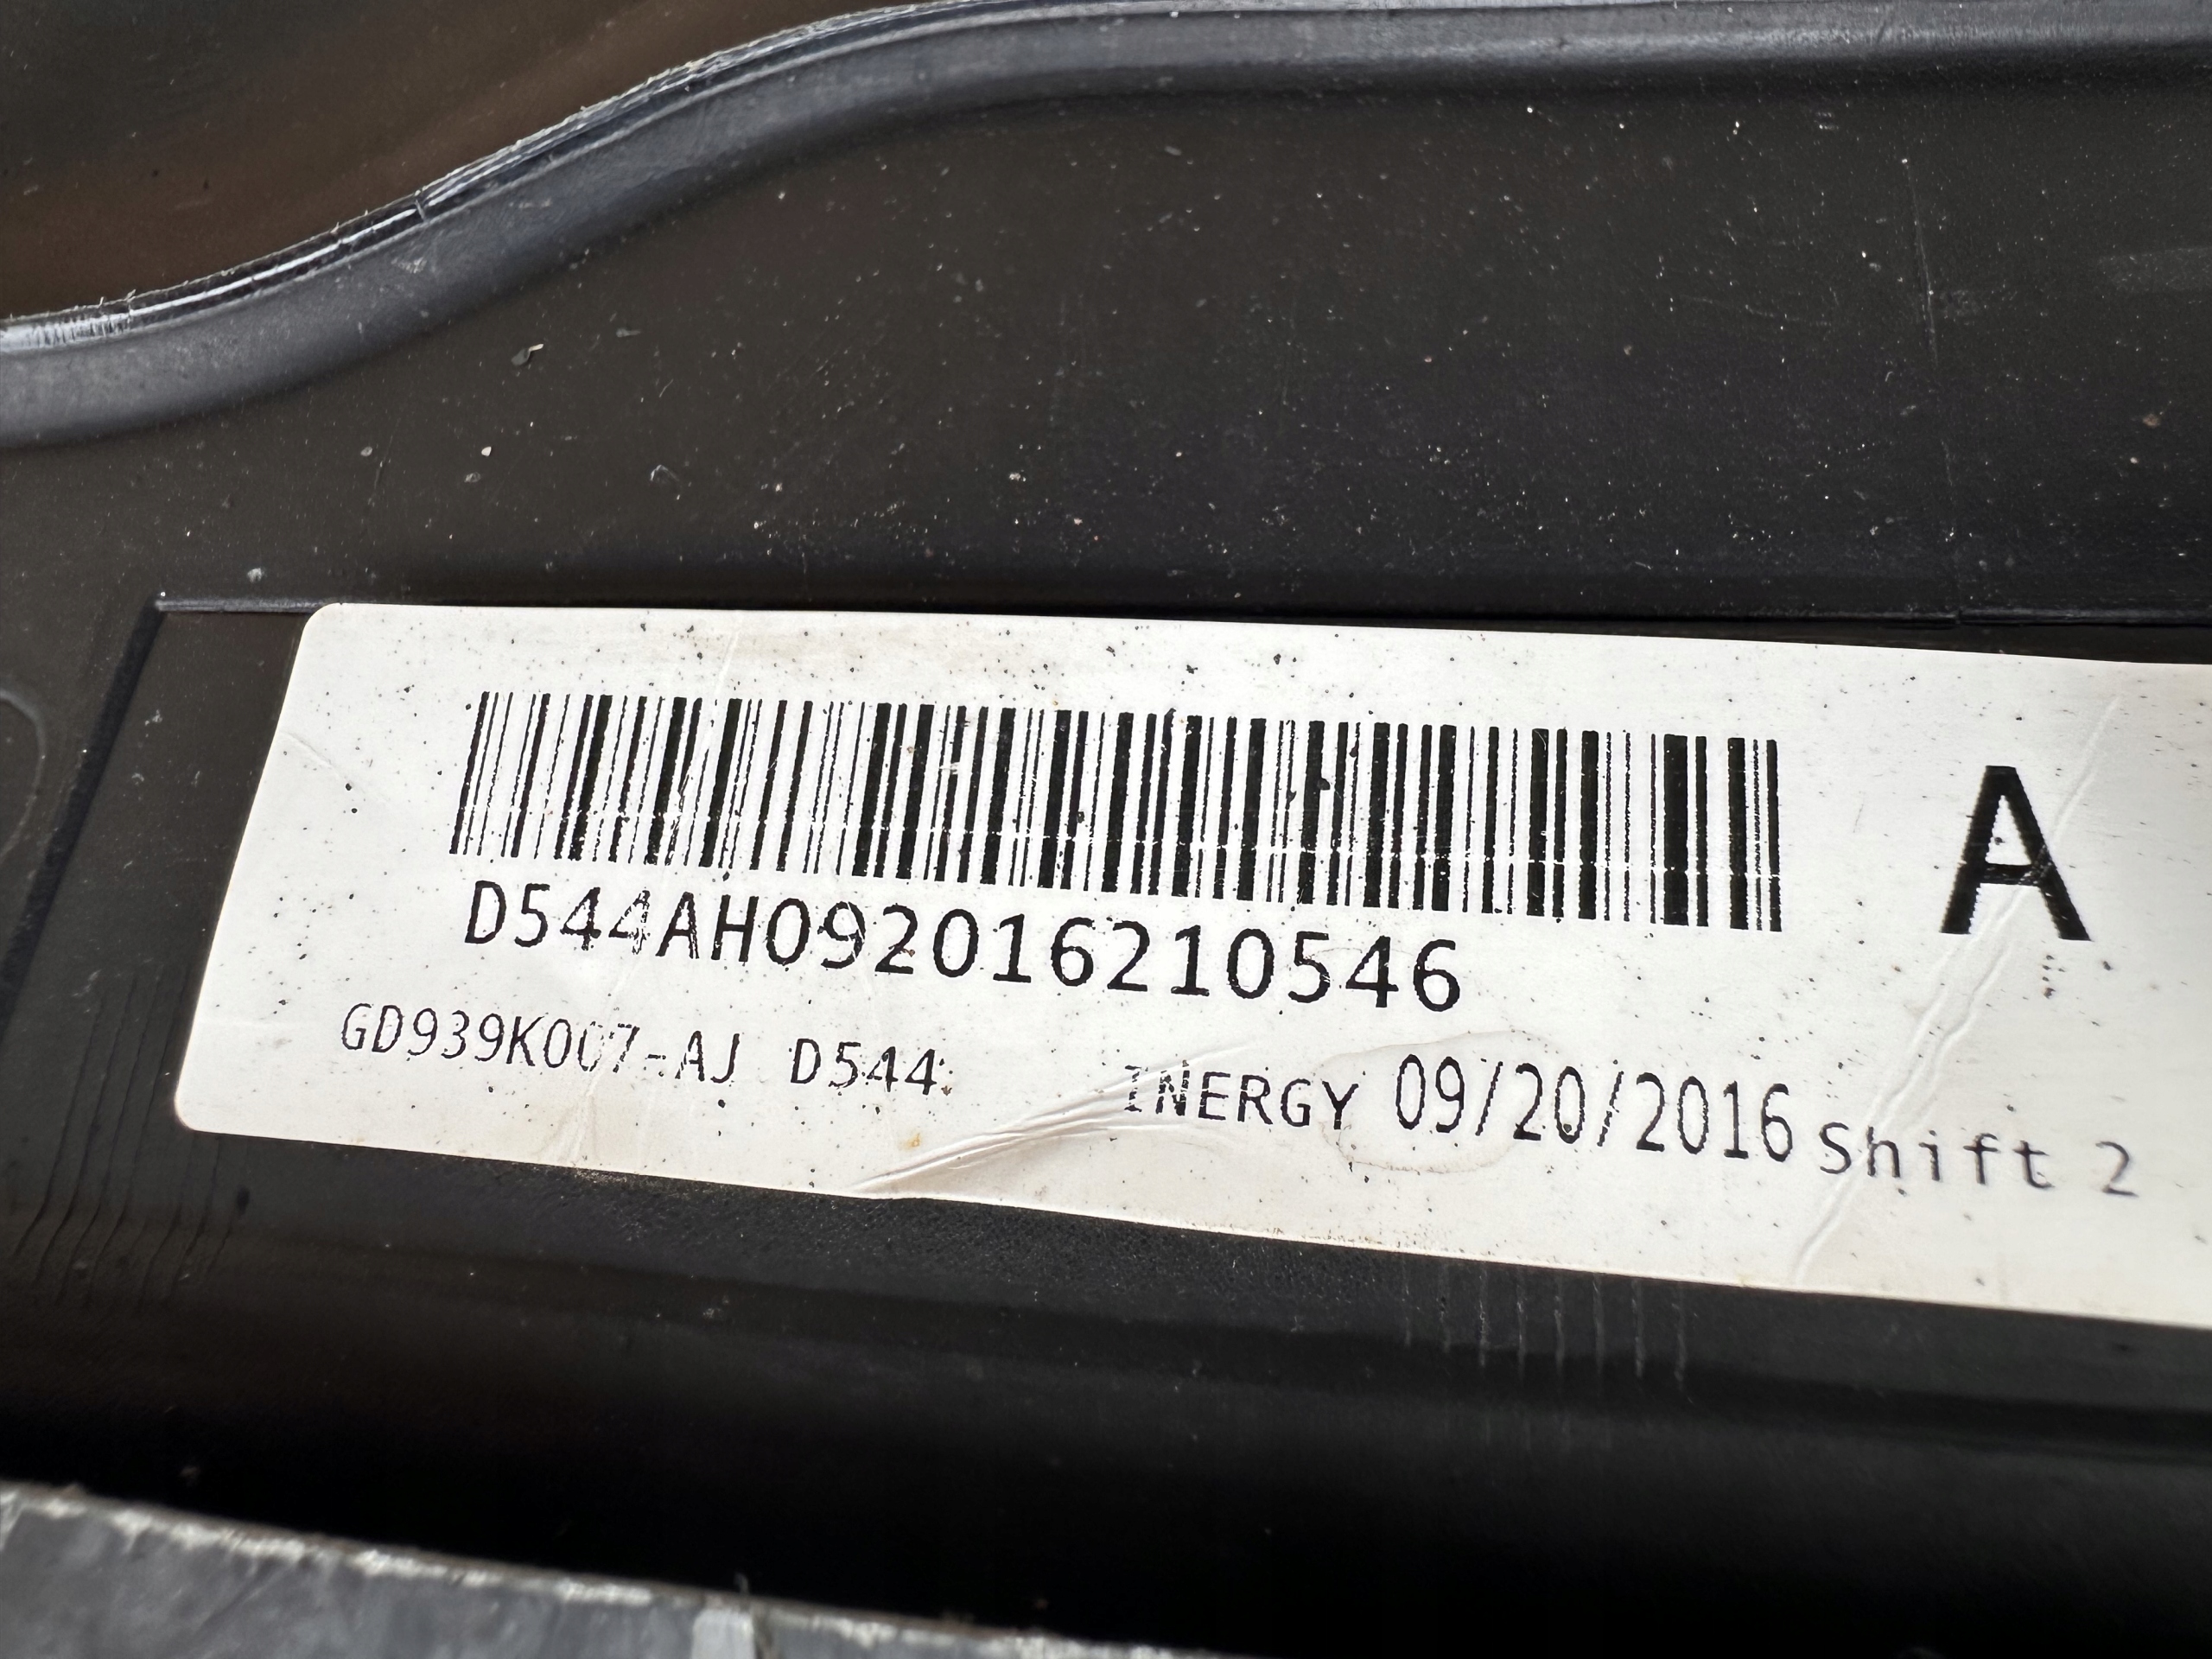 D544AH092016210546
A
GD939K007-AJ D544
INERGY 09/20/2016 Shift 2